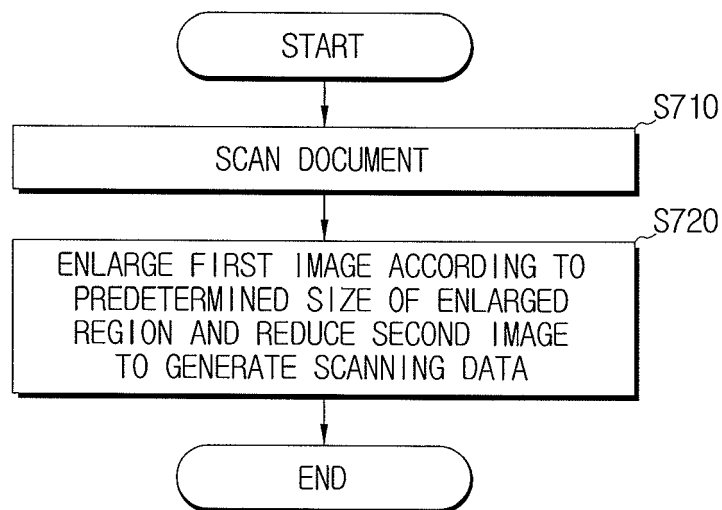 START
S710
SCAN DOCUMENT
S720
ENLARGE FIRST IMAGE ACCORDING TO
PREDETERMINED SIZE OF ENLARGED
REGION AND REDUCE SECOND IMAGE
TO GENERATE SCANNING DATA
END